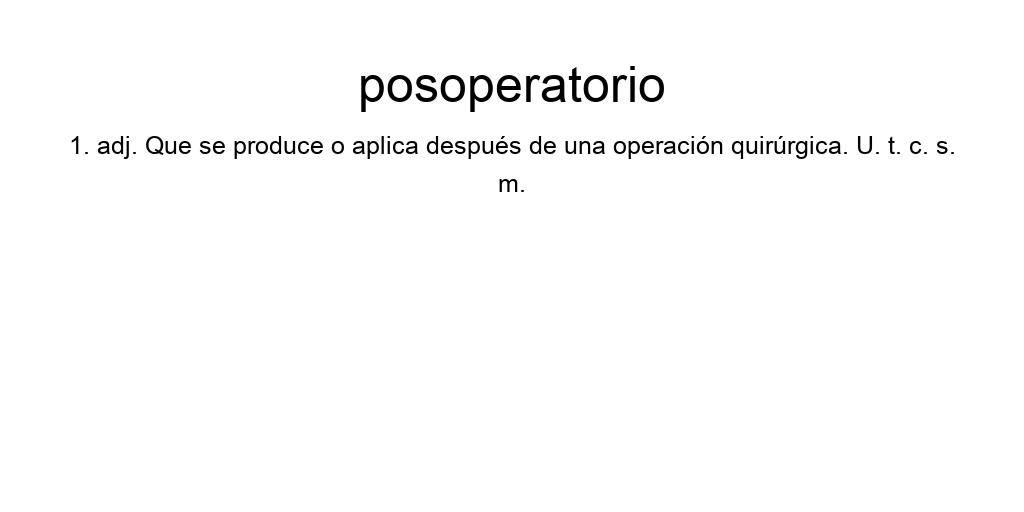 posoperatorio
1. adj. Que se produce o aplica después de una operación quirúrgica. U. t. c. s.
m.